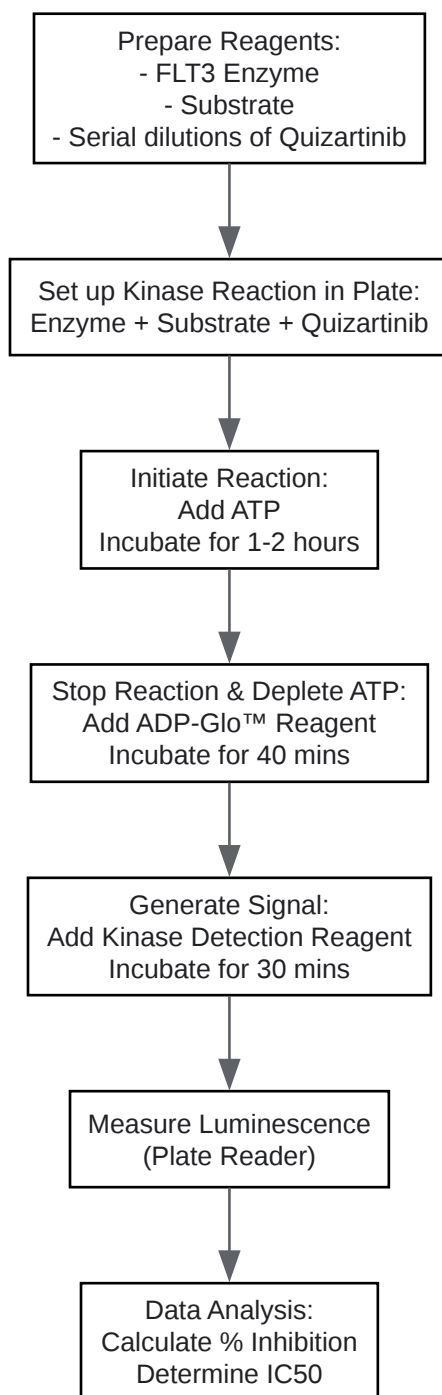 Prepare Reagents:
- FLT3 Enzyme
- Substrate
- Serial dilutions of Quizartinib
Set up Kinase Reaction in Plate:
Enzyme + Substrate + Quizartinib
Initiate Reaction:
Add ATP
Incubate for 1-2 hours
Stop Reaction & Deplete ATP:
Add ADP-Glo™ Reagent
Incubate for 40 mins
Generate Signal:
Add Kinase Detection Reagent
Incubate for 30 mins
Measure Luminescence
(Plate Reader)
Data Analysis:
Calculate % Inhibition
Determine IC50